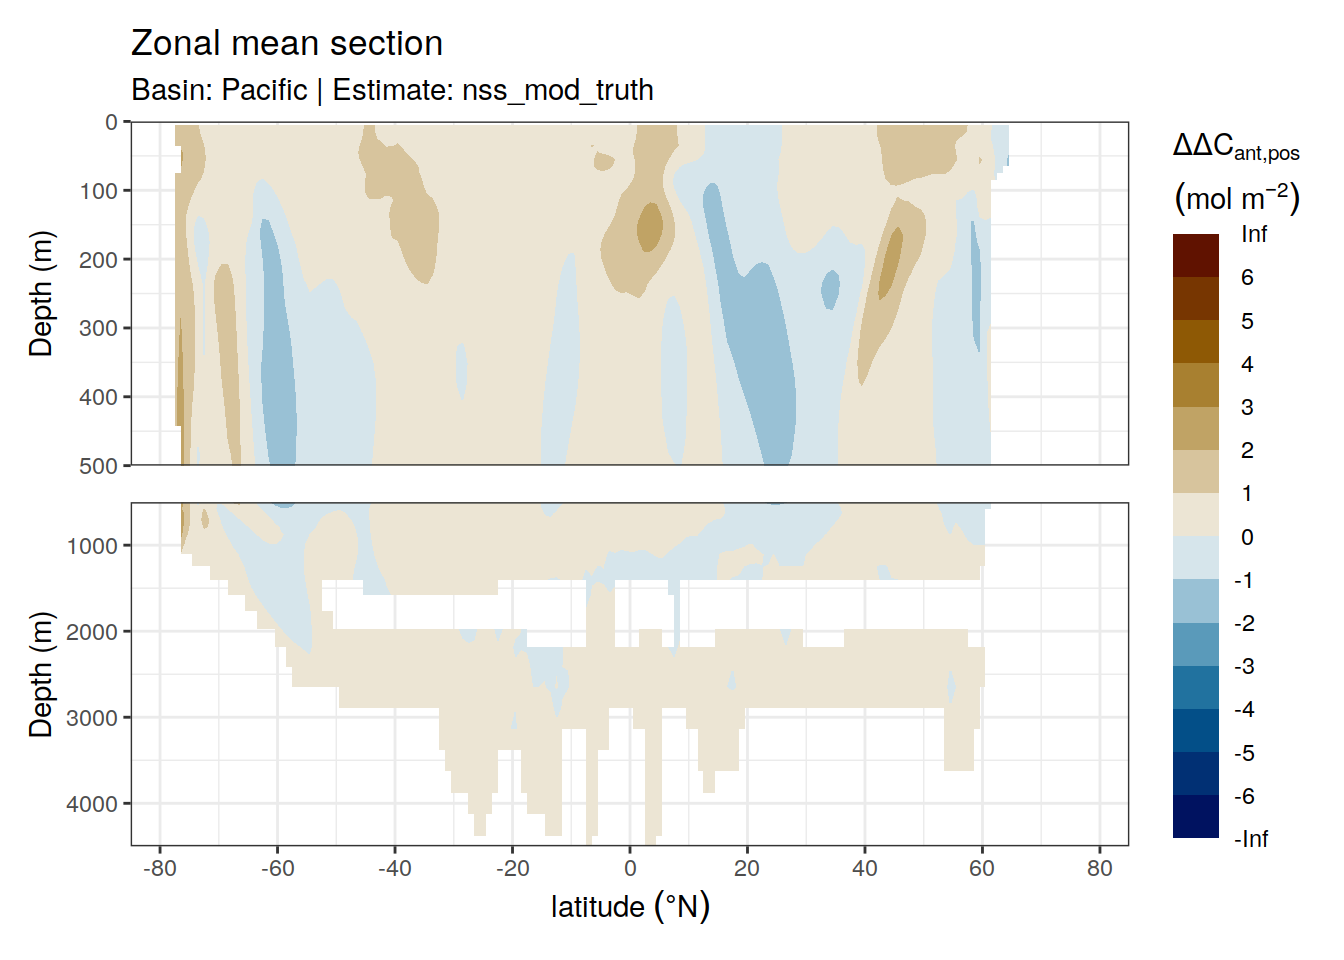 Zonal mean section
Basin: Pacific | Estimate: nss_mod_truth
0
100
200
300
400
500
Depth (m)
1000
2000
3000
4000
Depth (m)
-80 -60 -40 -20 0 20 40 60 80
latitude (°N)
ΔΔC_ant,pos
(mol m⁻²)
Inf
6
5
4
3
2
1
0
-1
-2
-3
-4
-5
-6
-Inf